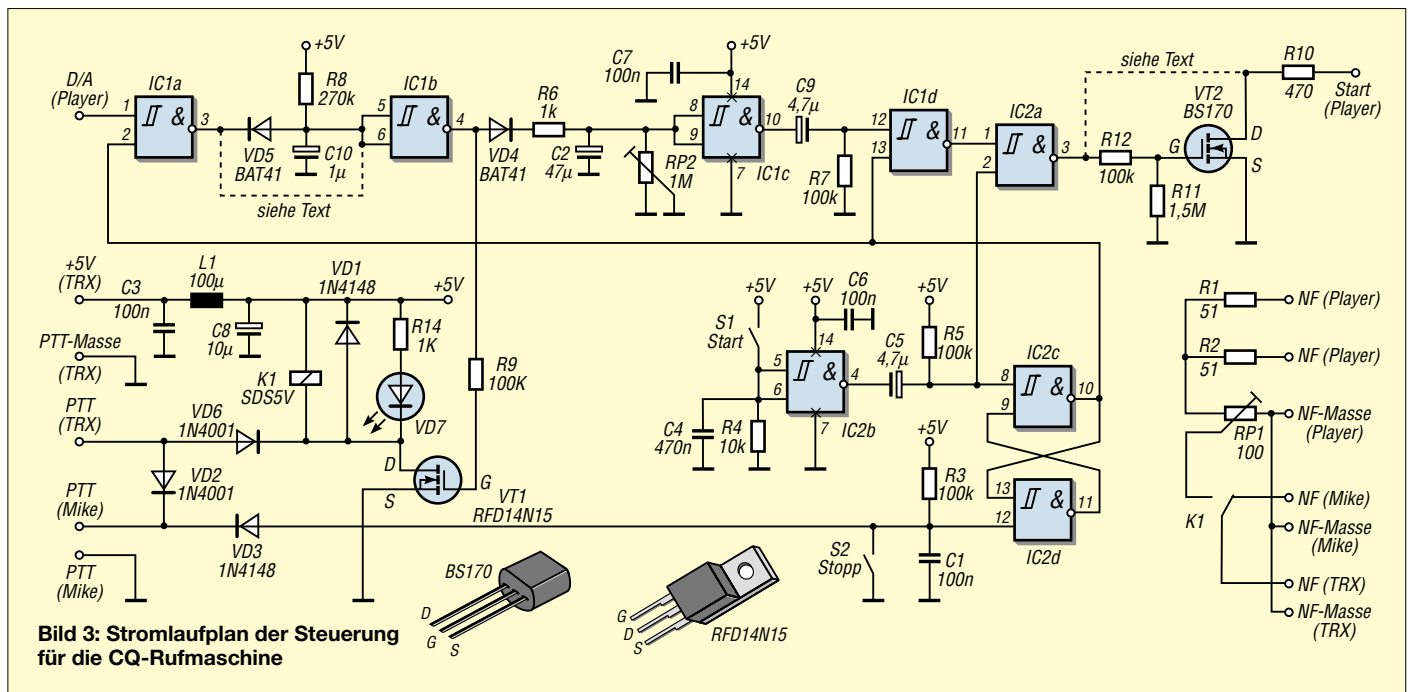 D/A
(Player)
1
2
IC1a
&
3
VD5
BAT41
siehe Text
+5V
R8
270k
C10
1µ
5
6
IC1b
&
4
VD4
BAT41
R6
1k
C2
47µ
RP2
1M
C7
100n
+5V
14
8
9
&
10
7
IC1c
C9
4,7µ
R7
100k
IC1d
12
13
&
11
IC2a
1
2
&
3
siehe Text
R12
100k
R11
1,5M
VT2
BS170
G
D
S
R10
470
Start
(Player)
+5V
(TRX)
C3
100n
L1
100µ
C8
10µ
VD1
1N4148
+5V
R14
1K
K1
SDS5V
VD7
R9
100K
PTT-Masse
(TRX)
PTT
(TRX)
VD6
1N4001
VD2
1N4001
D
S
G
VT1
RFD14N15
PTT
(Mike)
VD3
1N4148
PTT
(Mike)
+5V
S1
Start
+5V
C6
100n
14
5
6
&
4
7
IC2b
C4
470n
R4
10k
C5
4,7µ
+5V
R5
100k
8
9
&
10
IC2c
+5V
R3
100k
13
12
&
11
IC2d
S2
Stopp
C1
100n
R1
51
NF (Player)
R2
51
NF (Player)
RP1
100
NF-Masse
(Player)
K1
NF (Mike)
NF-Masse
(Mike)
NF (TRX)
NF-Masse
(TRX)
BS170
D
G
S
G
D
S
RFD14N15
Bild 3: Stromlaufplan der Steuerung
für die CQ-Rufmaschine